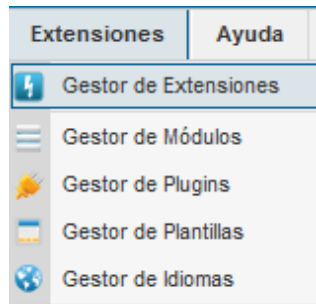 Extensiones Ayuda
Gestor de Extensiones
Gestor de Módulos
Gestor de Plugins
Gestor de Plantillas
Gestor de Idiomas